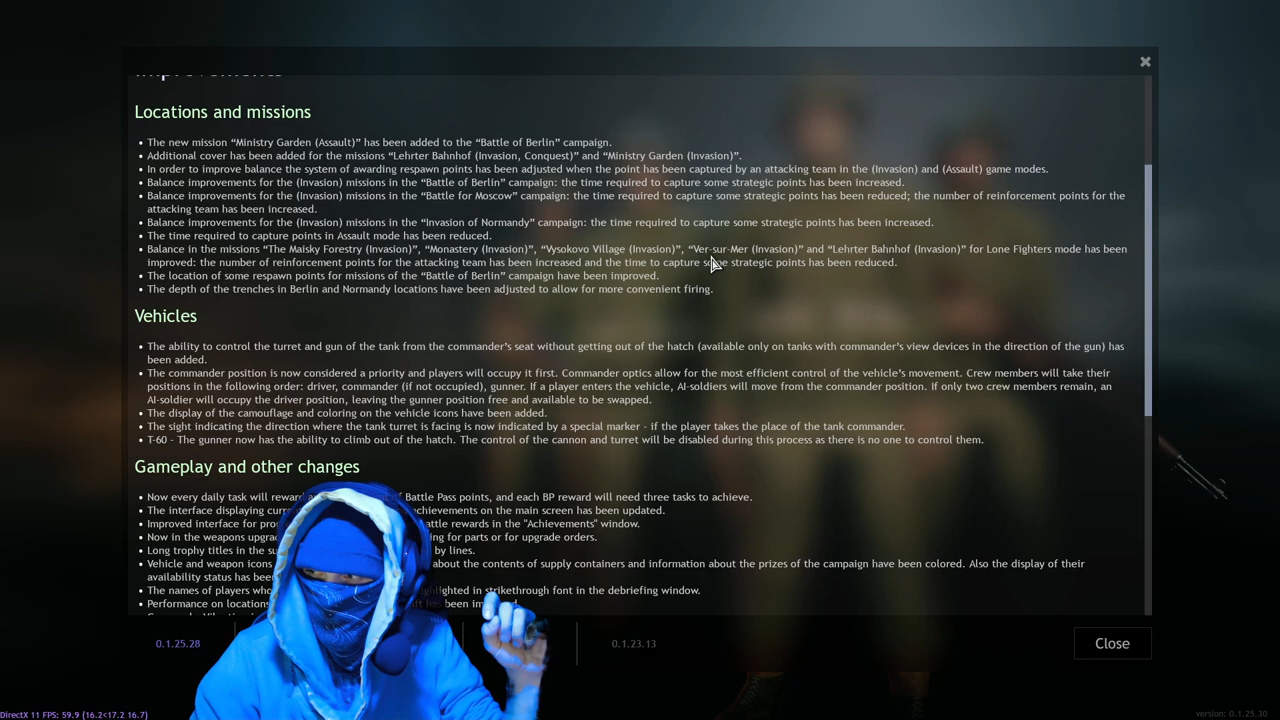 Improvements
Locations and missions
• The new mission “Ministry Garden (Assault)” has been added to the “Battle of Berlin” campaign.
• Additional cover has been added for the missions “Lehrter Bahnhof (Invasion, Conquest)” and “Ministry Garden (Invasion)”.
• In order to improve balance the system of awarding respawn points has been adjusted when the point has been captured by an attacking team in the (Invasion) and (Assault) game modes.
• Balance improvements for the (Invasion) missions in the “Battle of Berlin” campaign: the time required to capture some strategic points has been increased.
• Balance improvements for the (Invasion) missions in the “Battle for Moscow” campaign: the time required to capture some strategic points has been reduced; the number of reinforcement points for the
attacking team has been increased.
• Balance improvements for the (Invasion) missions in the “Invasion of Normandy” campaign: the time required to capture some strategic points has been increased.
• The time required to capture points in Assault mode has been reduced.
• Balance in the missions “The Maisky Forestry (Invasion)”, “Monastery (Invasion)”, “Vysokovo Village (Invasion)”, “Ver-sur-Mer (Invasion)” and “Lehrter Bahnhof (Invasion)” for Lone Fighters mode has been
improved: the number of reinforcement points for the attacking team has been increased and the time to capture some strategic points has been reduced.
• The location of some respawn points for missions of the “Battle of Berlin” campaign have been improved.
• The depth of the trenches in Berlin and Normandy locations have been adjusted to allow for more convenient firing.
Vehicles
• The ability to control the turret and gun of the tank from the commander’s seat without getting out of the hatch (available only on tanks with commander’s view devices in the direction of the gun) has
been added.
• The commander position is now considered a priority and players will occupy it first. Commander optics allow for the most efficient control of the vehicle’s movement. Crew members will take their
positions in the following order: driver, commander (if not occupied), gunner. If a player enters the vehicle, AI-soldiers will move from the commander position. If only two crew members remain, an
AI-soldier will occupy the driver position, leaving the gunner position free and available to be swapped.
• The display of the camouflage and coloring on the vehicle icons have been added.
• The sight indicating the direction where the tank turret is facing is now indicated by a special marker - if the player takes the place of the tank commander.
• T-60 - The gunner now has the ability to climb out of the hatch. The control of the cannon and turret will be disabled during this process as there is no one to control them.
Gameplay and other changes
• Now every daily task will reward of Battle Pass points, and each BP reward will need three tasks to achieve.
• The interface displaying achievements on the main screen has been updated.
• Improved interface for battle rewards in the "Achievements" window.
• Now in the weapons for parts or for upgrade orders.
• Long trophy titles in the by lines.
• Vehicle and weapon icons about the contents of supply containers and information about the prizes of the campaign have been colored. Also the display of their
availability status has been
• The names of players highlighted in strikethrough font in the debriefing window.
• Performance on locations has been
0.1.25.28
0.1.23.13
Close
DirectX 11 FPS: 59.9 (16.2<17.2 16.7)
version: 0.1.25.30